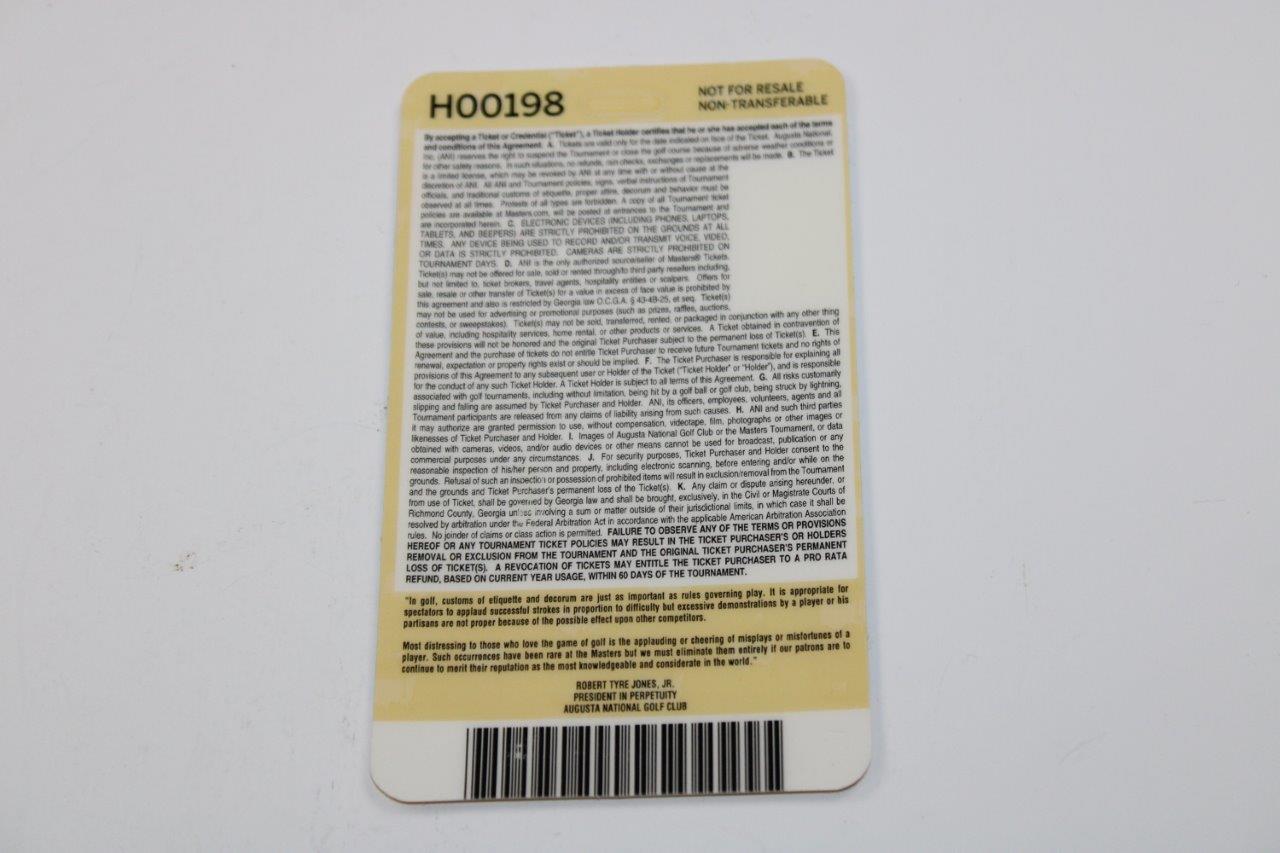 H00198
NOT FOR RESALE
NON-TRANSFERABLE
By accepting a Ticket or Credential ("Ticket"), a Ticket Holder certifies that he or she has accepted each of the terms
and conditions of this Agreement. A. Tickets are valid only for the date indicated on face of the Ticket. Augusta National,
Inc. (ANI) reserves the right to suspend the Tournament or close the golf course because of adverse weather conditions or
for other safety reasons. In such situations, no refunds, rain checks, exchanges or replacements will be made. B. The Ticket
is a limited license, which may be revoked by ANI at any time with or without cause at the
discretion of ANI. All ANI and Tournament policies, signs, verbal instructions of Tournament
officials, and traditional customs of etiquette, proper attire, decorum and behavior must be
observed at all times. Protests of all types are forbidden. A copy of all Tournament ticket
policies are available at Masters.com, will be posted at entrances to the Tournament and
are incorporated herein. C. ELECTRONIC DEVICES (INCLUDING PHONES, LAPTOPS,
TABLETS, AND BEEPERS) ARE STRICTLY PROHIBITED ON THE GROUNDS AT ALL
TIMES. ANY DEVICE BEING USED TO RECORD AND/OR TRANSMIT VOICE, VIDEO,
OR DATA IS STRICTLY PROHIBITED. CAMERAS ARE STRICTLY PROHIBITED ON
TOURNAMENT DAYS. D. ANI is the only authorized source/seller of Masters® Tickets.
Ticket(s) may not be offered for sale, sold or rented through/to third party resellers including,
but not limited to, ticket brokers, travel agents, hospitality entities or scalpers. Offers for
sale, resale or other transfer of Ticket(s) for a value in excess of face value is prohibited by
this agreement and also is restricted by Georgia law O.C.G.A. § 43-4B-25, et seq. Ticket(s)
may not be used for advertising or promotional purposes (such as prizes, raffles, auctions,
contests, or sweepstakes). Ticket(s) may not be sold, transferred, rented, or packaged in conjunction with any other thing
of value, including hospitality services, home rental, or other products or services. A Ticket obtained in contravention of
these provisions will not be honored and the original Ticket Purchaser subject to the permanent loss of Ticket(s). E. This
Agreement and the purchase of tickets do not entitle Ticket Purchaser to receive future Tournament tickets and no rights of
renewal, expectation or property rights exist or should be implied. F. The Ticket Purchaser is responsible for explaining all
provisions of this Agreement to any subsequent user or Holder of the Ticket ("Ticket Holder" or "Holder"), and is responsible
for the conduct of any such Ticket Holder. A Ticket Holder is subject to all terms of this Agreement. G. All risks customarily
associated with golf tournaments, including without limitation, being hit by a golf ball or golf club, being struck by lightning,
slipping and falling are assumed by Ticket Purchaser and Holder. ANI, its officers, employees, volunteers, agents and all
Tournament participants are released from any claims of liability arising from such causes. H. ANI and such third parties
it may authorize are granted permission to use, without compensation, videotape, film, photographs or other images or
likenesses of Ticket Purchaser and Holder. I. Images of Augusta National Golf Club or the Masters Tournament, or data
obtained with cameras, videos, and/or audio devices or other means cannot be used for broadcast, publication or any
commercial purposes under any circumstances. J. For security purposes, Ticket Purchaser and Holder consent to the
reasonable inspection of his/her person and property, including electronic scanning, before entering and/or while on the
grounds. Refusal of such an inspection or possession of prohibited items will result in exclusion/removal from the Tournament
and the grounds and Ticket Purchaser's permanent loss of the Ticket(s). K. Any claim or dispute arising hereunder, or
from use of Ticket, shall be governed by Georgia law and shall be brought, exclusively, in the Civil or Magistrate Courts of
Richmond County, Georgia unless involving a sum or matter outside of their jurisdictional limits, in which case it shall be
resolved by arbitration under the Federal Arbitration Act in accordance with the applicable American Arbitration Association
rules. No joinder of claims or class action is permitted. FAILURE TO OBSERVE ANY OF THE TERMS OR PROVISIONS
HEREOF OR ANY TOURNAMENT TICKET POLICIES MAY RESULT IN THE TICKET PURCHASER'S OR HOLDERS
REMOVAL OR EXCLUSION FROM THE TOURNAMENT AND THE ORIGINAL TICKET PURCHASER'S PERMANENT
LOSS OF TICKET(S). A REVOCATION OF TICKETS MAY ENTITLE THE TICKET PURCHASER TO A PRO RATA
REFUND, BASED ON CURRENT YEAR USAGE, WITHIN 60 DAYS OF THE TOURNAMENT.
"In golf, customs of etiquette and decorum are just as important as rules governing play. It is appropriate for
spectators to applaud successful strokes in proportion to difficulty but excessive demonstrations by a player or his
partisans are not proper because of the possible effect upon other competitors.
Most distressing to those who love the game of golf is the applauding or cheering of misplays or misfortunes of a
player. Such occurrences have been rare at the Masters but we must eliminate them entirely if our patrons are to
continue to merit their reputation as the most knowledgeable and considerate in the world."
ROBERT TYRE JONES, JR.
PRESIDENT IN PERPETUITY
AUGUSTA NATIONAL GOLF CLUB